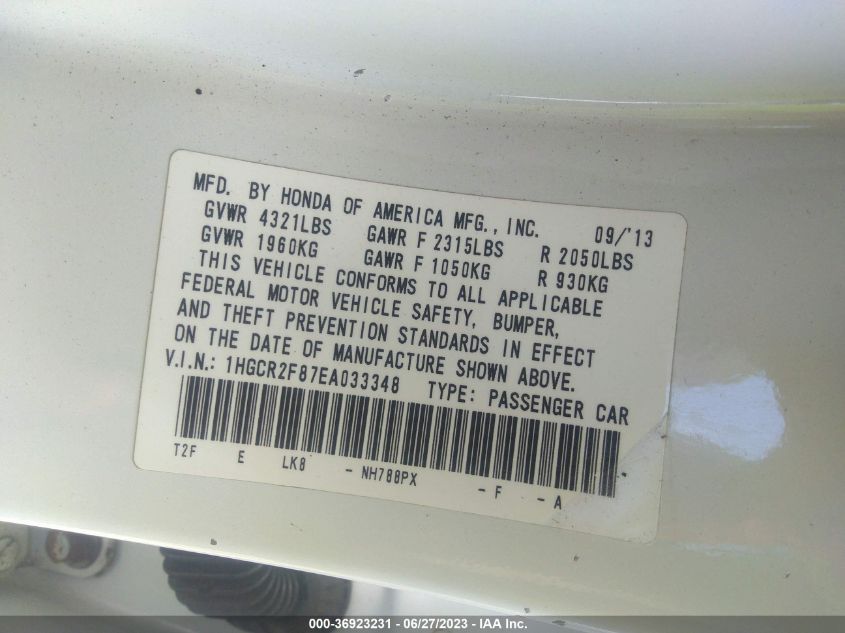 MFD. BY HONDA OF AMERICA MFG., INC. 09/'13
GVWR 4321LBS GAWR F 2315LBS R 2050LBS
GVWR 1960KG GAWR F 1050KG R 930KG
THIS VEHICLE CONFORMS TO ALL APPLICABLE
FEDERAL MOTOR VEHICLE SAFETY, BUMPER,
AND THEFT PREVENTION STANDARDS IN EFFECT
ON THE DATE OF MANUFACTURE SHOWN ABOVE.
V.I.N.: 1HGCR2F87EA033348 TYPE: PASSENGER CAR
T2F E LK8 - NH788PX - F - A
000-36923231 - 06/27/2023 - IAA Inc.